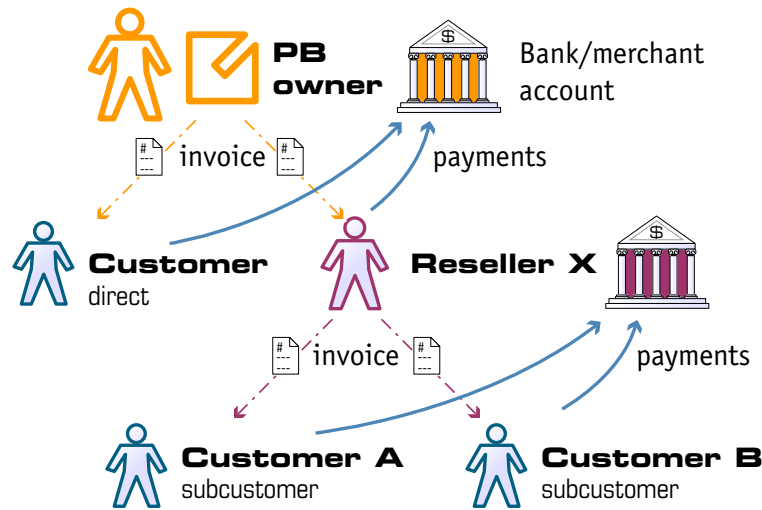 PB
owner
$
Bank/merchant
account
#
---
---
invoice
#
---
---
payments
Customer
direct
Reseller X
$
#
---
---
invoice
#
---
---
payments
Customer A
subcustomer
Customer B
subcustomer